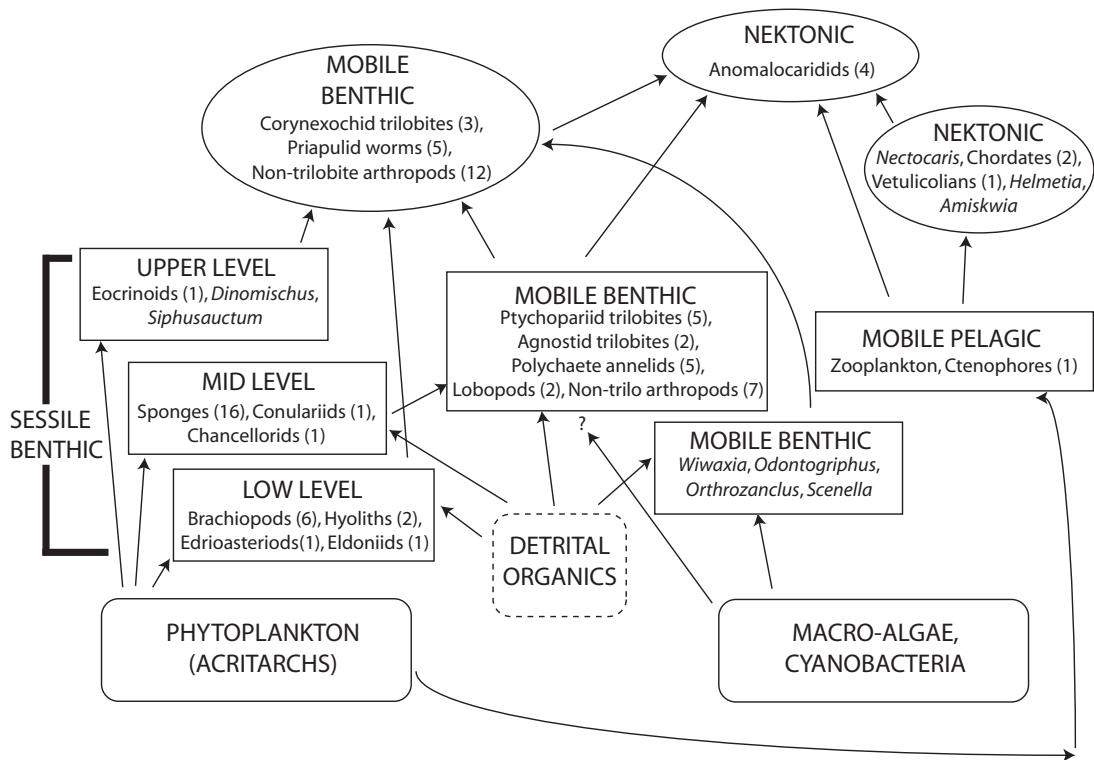 NEKTONIC
Anomalocaridids (4)
MOBILE
BENTHIC
Corynexochid trilobites (3),
Priapulid worms (5),
Non-trilobite arthropods (12)
NEKTONIC
Nectocaris, Chordates (2),
Vetulicolians (1), Helmetia,
Amiskwia
UPPER LEVEL
Eocrinoids (1), Dinomischus,
Siphusauctum
MOBILE BENTHIC
Ptychopariid trilobites (5),
Agnostid trilobites (2),
Polychaete annelids (5),
Lobopods (2), Non-trilo arthropods (7)
MOBILE PELAGIC
Zooplankton, Ctenophores (1)
SESSILE
BENTHIC
MID LEVEL
Sponges (16), Conulariids (1),
Chancellorids (1)
?
MOBILE BENTHIC
Wiwaxia, Odontogriphus,
Orthrozanclus, Scenella
LOW LEVEL
Brachiopods (6), Hyoliths (2),
Edrioasteriods(1), Eldoniids (1)
DETRITAL
ORGANICS
PHYTOPLANKTON
(ACRITARCHS)
MACRO-ALGAE,
CYANOBACTERIA